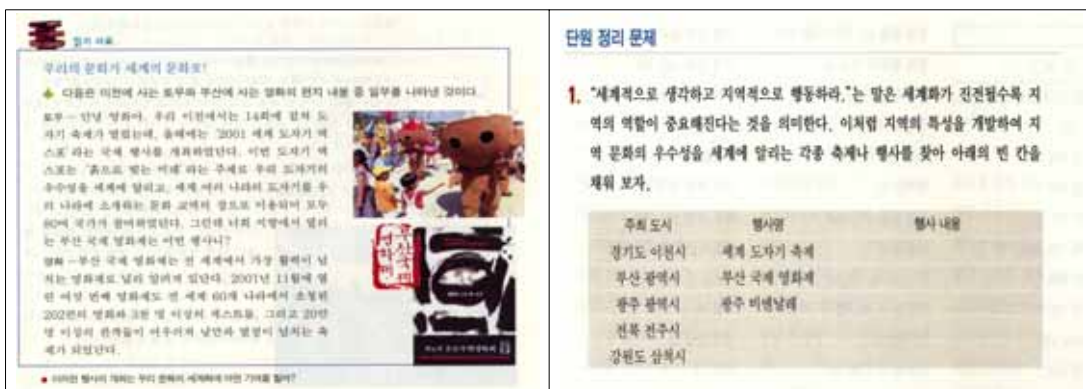 읽기 자료
우리의 문화가 세계의 문화로!
다음은 이천에 사는 토우와 부산에 사는 영화의 편지 내용 중 일부를 나타낸 것이다.
토우 ― 안녕 영화야. 우리 이천에서는 14회에 걸쳐 도
자기 축제가 열렸는데, 올해에는 '2001 세계 도자기 엑
스포'라는 국제 행사를 개최하였단다. 이번 도자기 엑
스포는 '흙으로 빚는 미래'라는 주제로 우리 도자기의
우수성을 세계에 알리고, 세계 여러 나라의 도자기를 우
리 나라에 소개하는 문화 교역의 장으로 이용되어 모두
80여 국가가 참여하였단다. 그런데 너희 지방에서 열리
는 부산 국제 영화제는 어떤 행사니?
영화 ― 부산 국제 영화제는 전 세계에서 가장 활력이 넘
치는 영화제로 널리 알려져 있단다. 2001년 11월에 열
린 여섯 번째 영화제도 전 세계 60개 나라에서 초청된
202편의 영화와 3천 명 이상의 게스트들, 그리고 20만
명 이상의 관객들이 어우러져 낭만과 열정이 넘치는 축
제가 되었단다.
이러한 행사의 개최는 우리 문화의 세계화에 어떤 기여를 할까?
부산국제
영화제
단원 정리 문제
1. "세계적으로 생각하고 지역적으로 행동하라."는 말은 세계화가 진전될수록 지
역의 역할이 중요해진다는 것을 의미한다. 이처럼 지역의 특성을 개발하여 지
역 문화의 우수성을 세계에 알리는 각종 축제나 행사를 찾아 아래의 빈 칸을
채워 보자.
주최 도시 행사명 행사 내용
경기도 이천시 세계 도자기 축제
부산 광역시 부산 국제 영화제
광주 광역시 광주 비엔날레
전북 전주시
강원도 삼척시